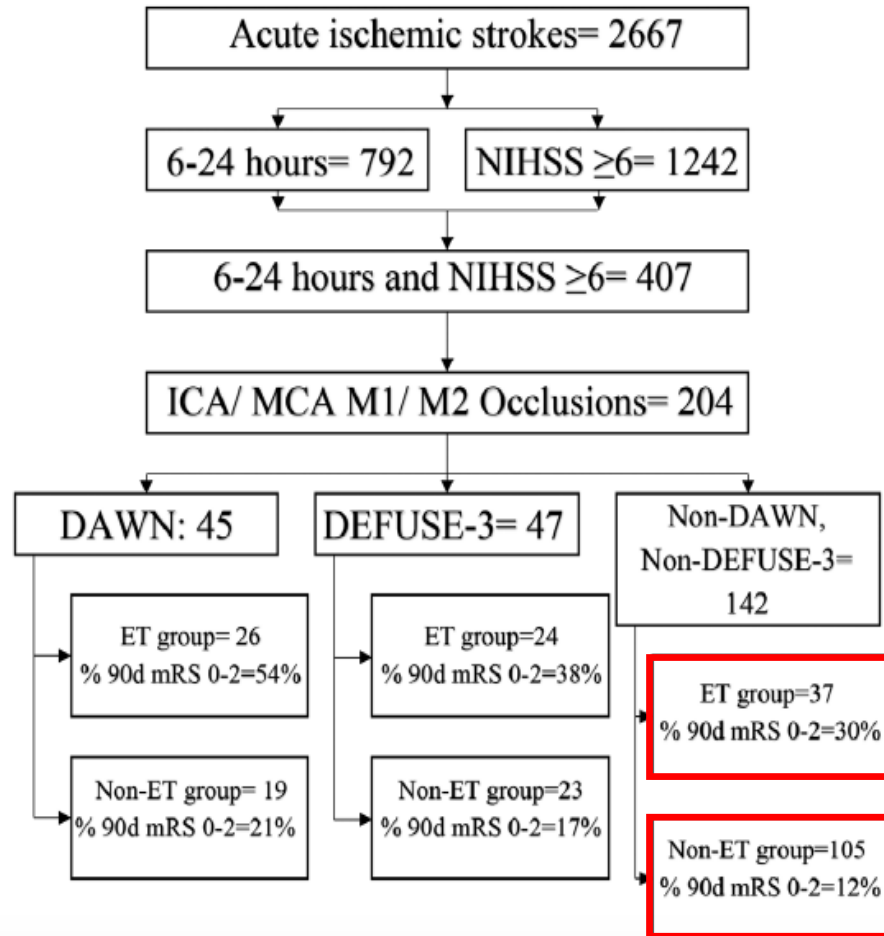 Acute ischemic strokes= 2667
6-24 hours= 792
NIHSS ≥6= 1242
6-24 hours and NIHSS ≥6= 407
ICA/ MCA M1/ M2 Occlusions= 204
DAWN: 45
ET group= 26
% 90d mRS 0-2=54%
Non-ET group= 19
% 90d mRS 0-2=21%
DEFUSE-3= 47
ET group=24
% 90d mRS 0-2=38%
Non-ET group=23
% 90d mRS 0-2=17%
Non-DAWN,
Non-DEFUSE-3=
142
ET group=37
% 90d mRS 0-2=30%
Non-ET group=105
% 90d mRS 0-2=12%